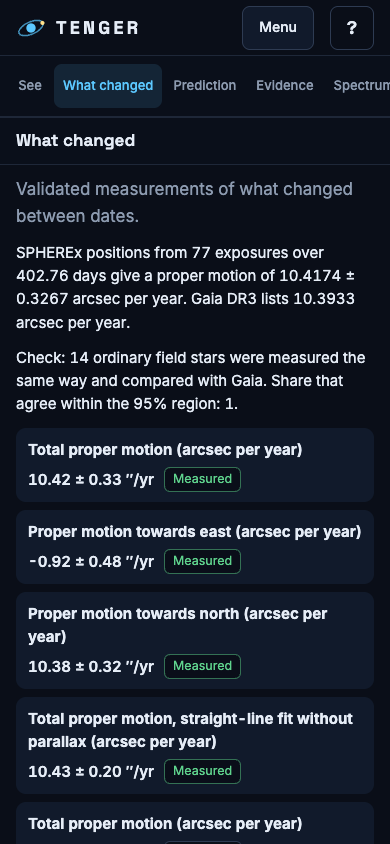 TENGER
Menu
?
See
What changed
Prediction
Evidence
Spectrum
What changed
Validated measurements of what changed
between dates.
SPHEREx positions from 77 exposures over
402.76 days give a proper motion of 10.4174 ±
0.3267 arcsec per year. Gaia DR3 lists 10.3933
arcsec per year.
Check: 14 ordinary field stars were measured the
same way and compared with Gaia. Share that
agree within the 95% region: 1.
Total proper motion (arcsec per year)
10.42 ± 0.33 ″/yr Measured
Proper motion towards east (arcsec per year)
-0.92 ± 0.48 ″/yr Measured
Proper motion towards north (arcsec per
year)
10.38 ± 0.32 ″/yr Measured
Total proper motion, straight-line fit without
parallax (arcsec per year)
10.43 ± 0.20 ″/yr Measured
Total proper motion (arcsec per year)